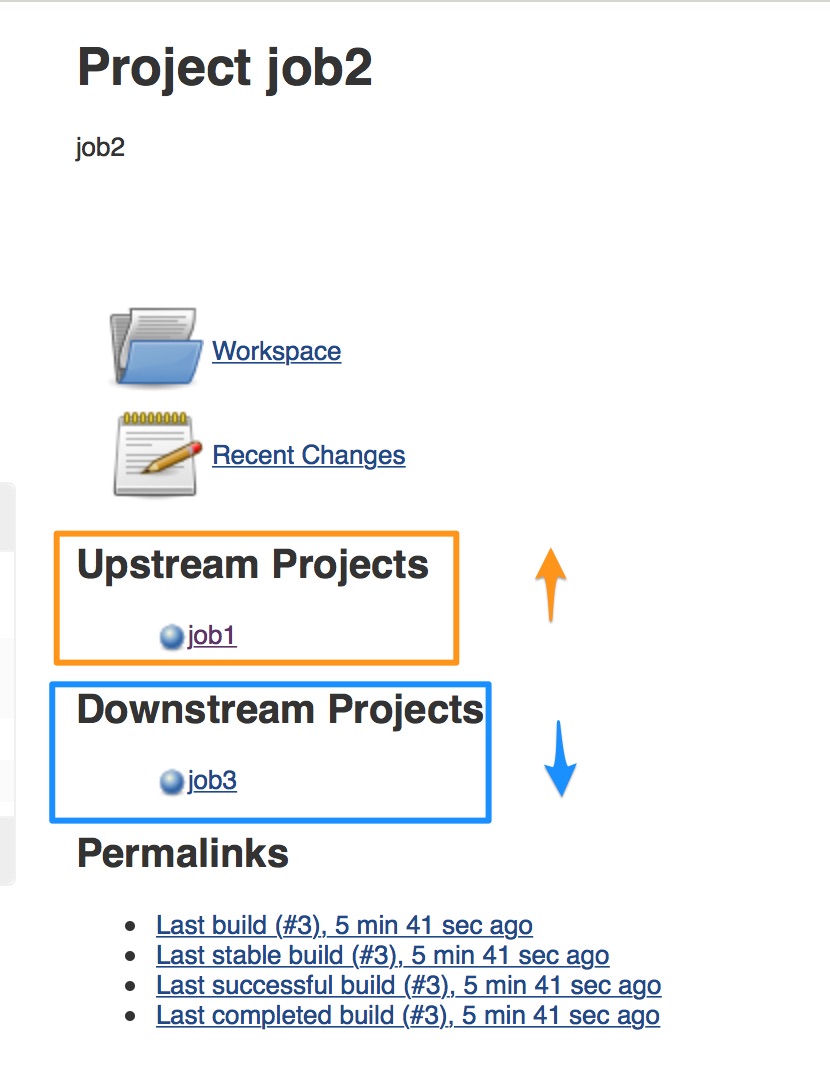 Project job2
job2
Workspace
Recent Changes
Upstream Projects
job1
Downstream Projects
job3
Permalinks
Last build (#3), 5 min 41 sec ago
Last stable build (#3), 5 min 41 sec ago
Last successful build (#3), 5 min 41 sec ago
Last completed build (#3), 5 min 41 sec ago